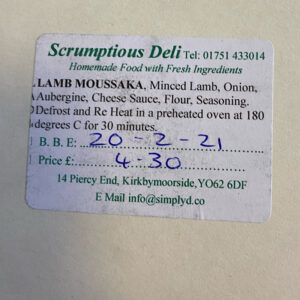 Scrumptious Deli Tel: 01751 433014
Homemade Food with Fresh Ingredients
LAMB MOUSSAKA, Minced Lamb, Onion,
Aubergine, Cheese Sauce, Flour, Seasoning.
Defrost and Re Heat in a preheated oven at 180
degrees C for 30 minutes.
B. B. E: 20-2-21
Price £: 4-30
14 Piercy End, Kirkbymoorside, YO62 6DF
E Mail info@simplyd.co